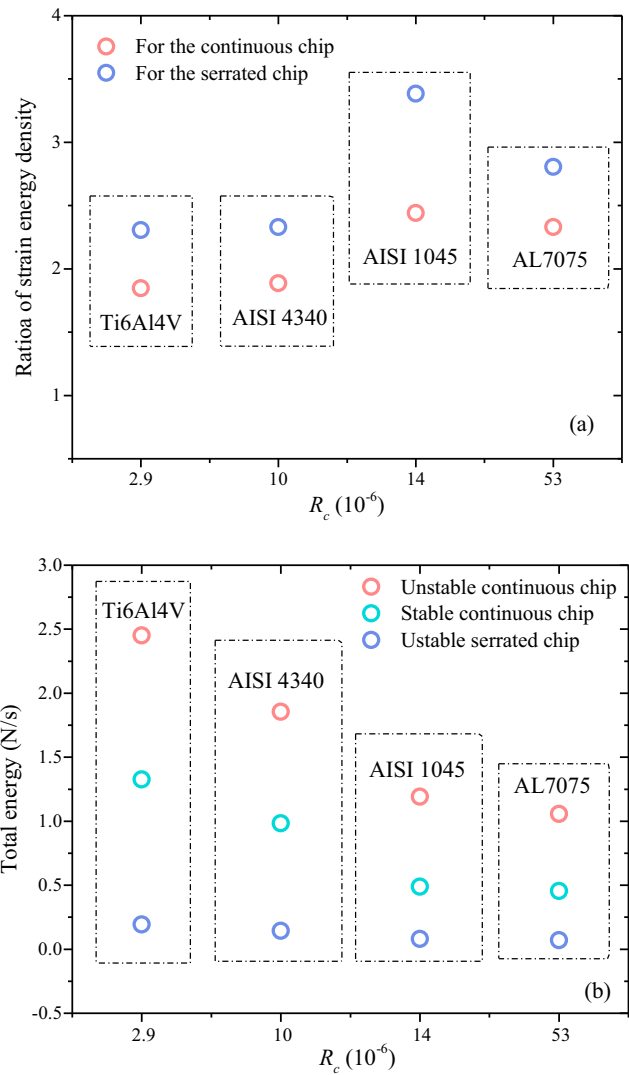 4
For the continuous chip
For the serrated chip
3
2
1
Ratioa of strain energy density
AISI 1045
AL7075
Ti6Al4V
AISI 4340
(a)
2.9
10
14
53
R_c (10^-6)
3.0
2.5
2.0
1.5
1.0
0.5
0.0
-0.5
Total energy (N/s)
Unstable continuous chip
Stable continuous chip
Ustable serrated chip
Ti6Al4V
AISI 4340
AISI 1045
AL7075
(b)
2.9
10
14
53
R_c (10^-6)